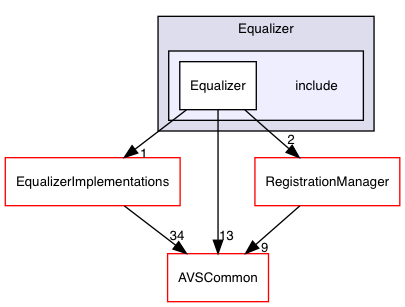 Equalizer
Equalizer include
1
2
EqualizerImplementations
RegistrationManager
34
13
9
AVSCommon